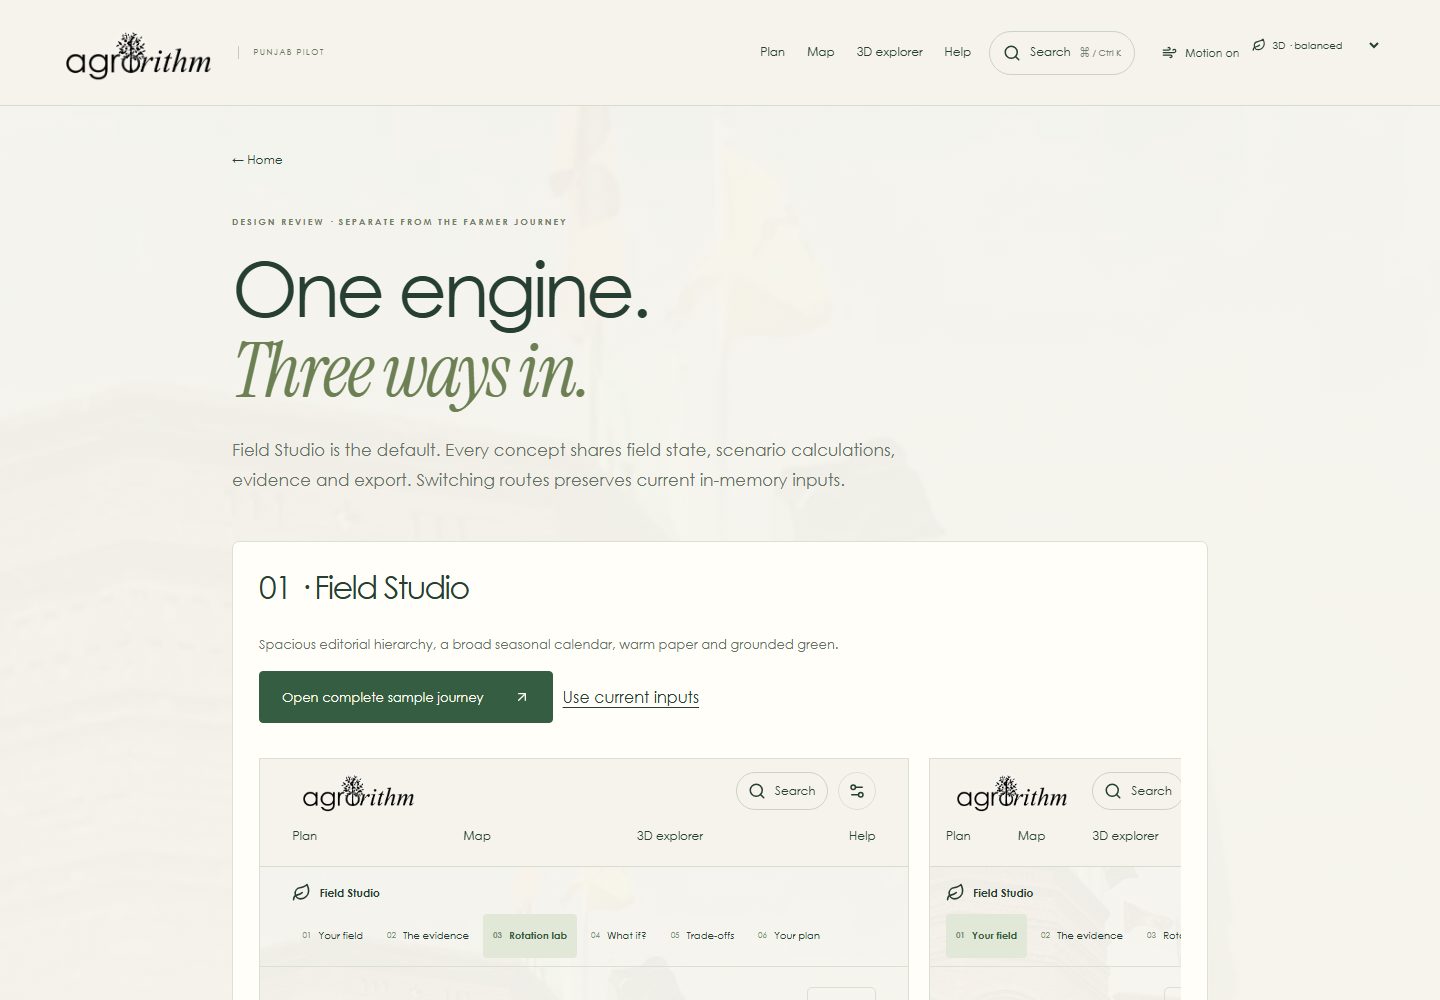 agrorithm
PUNJAB PILOT
Plan
Map
3D explorer
Help
Search ⌘ / Ctrl K
Motion on
3D · balanced
← Home
DESIGN REVIEW · SEPARATE FROM THE FARMER JOURNEY
One engine.
Three ways in.
Field Studio is the default. Every concept shares field state, scenario calculations,
evidence and export. Switching routes preserves current in-memory inputs.
01 · Field Studio
Spacious editorial hierarchy, a broad seasonal calendar, warm paper and grounded green.
Open complete sample journey
Use current inputs
agrorithm
Search
Plan
Map
3D explorer
Help
Field Studio
01 Your field
02 The evidence
03 Rotation lab
04 What if?
05 Trade-offs
06 Your plan
agrorithm
Search
Plan
Map
3D explorer
Field Studio
01 Your field
02 The evidence
03